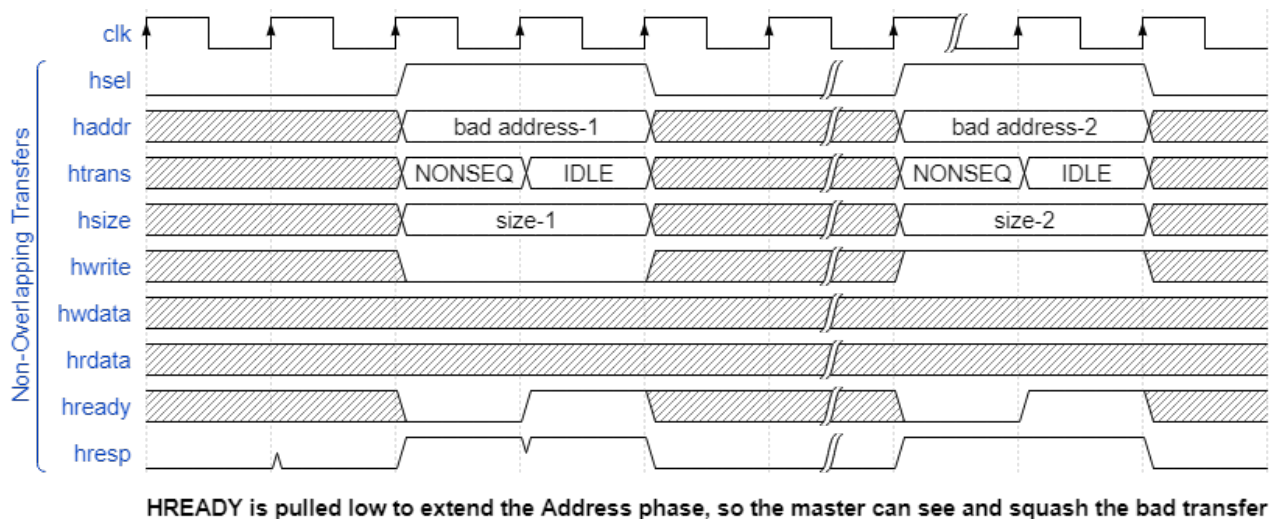 clk
Non-Overlapping Transfers
hsel
haddr bad address-1 bad address-2
htrans NONSEQ IDLE NONSEQ IDLE
hsize size-1 size-2
hwrite
hwdata
hrdata
hready
hresp
HREADY is pulled low to extend the Address phase, so the master can see and squash the bad transfer